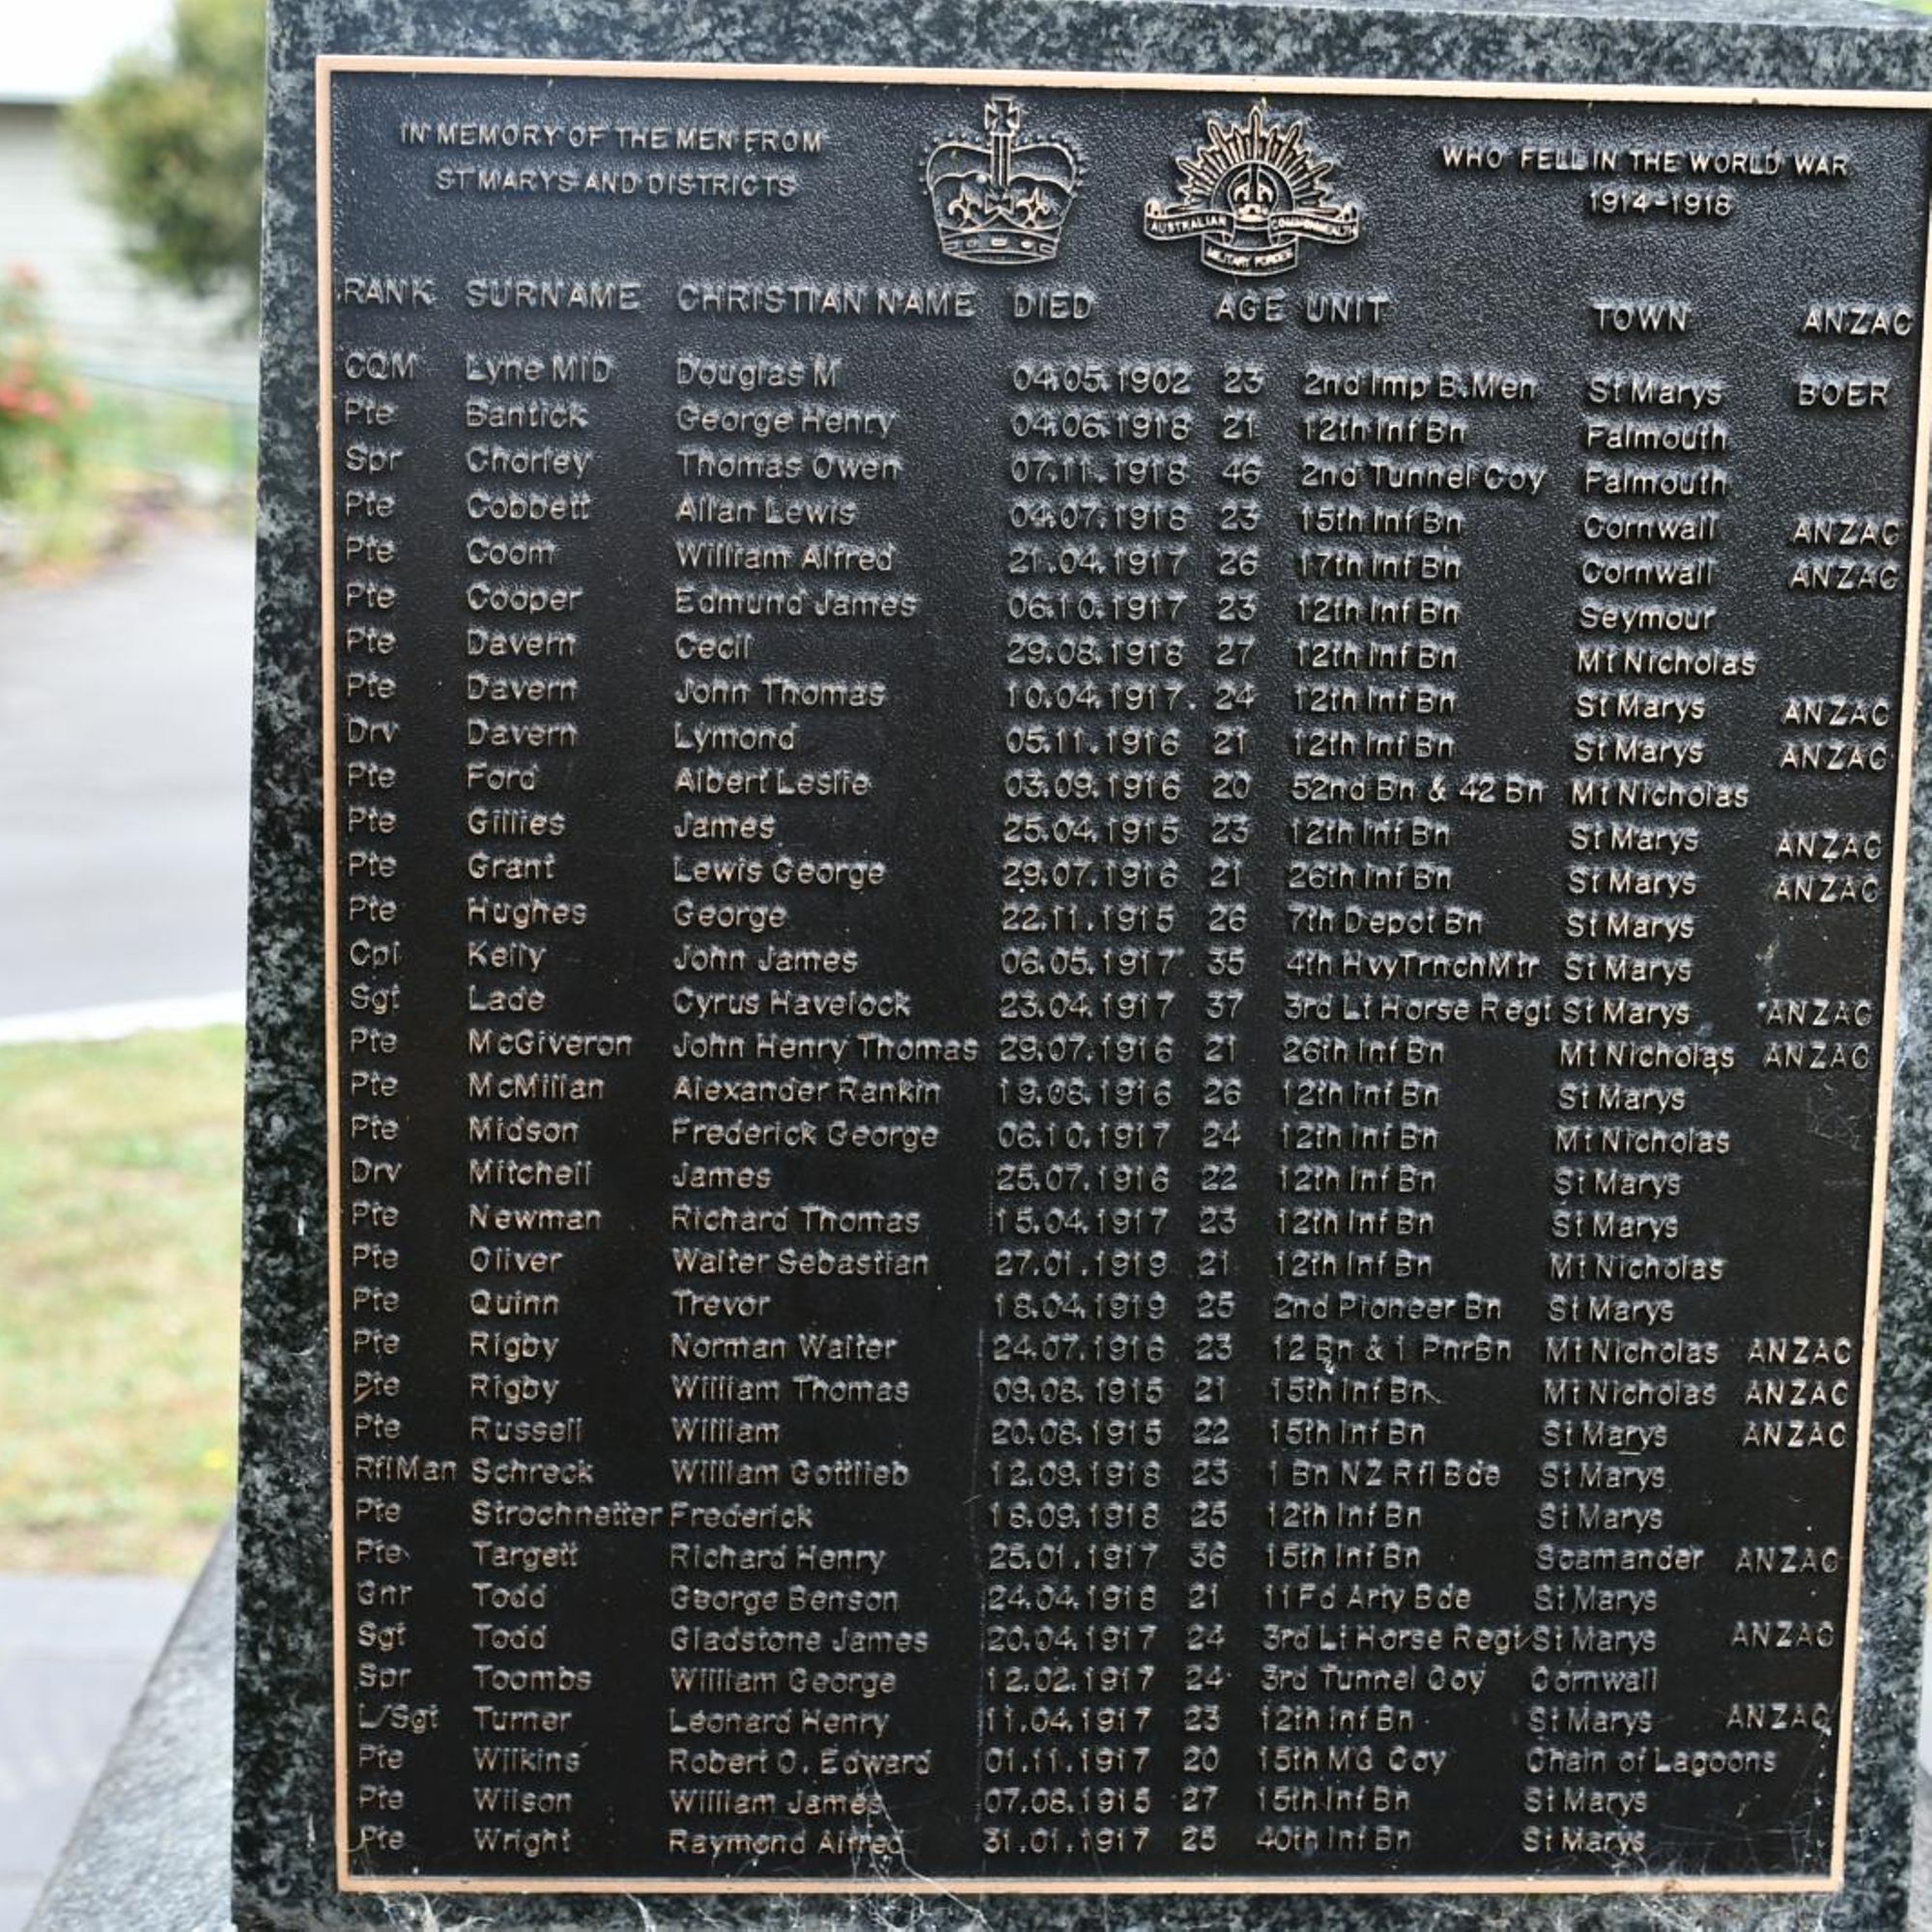 IN MEMORY OF THE MEN FROM
ST MARYS AND DISTRICTS
AUSTRALIAN COMMONWEALTH
MILITARY FORCES
WHO FELL IN THE WORLD WAR
1914-1918
RANK SURNAME CHRISTIAN NAME DIED AGE UNIT TOWN ANZAC
CQM Lyne MID Douglas M 04.05.1902 23 2nd Imp B.Men St Marys BOER
Pte Bantick George Henry 04.06.1918 21 12th Inf Bn Falmouth
Spr Chorley Thomas Owen 07.11.1918 46 2nd Tunnel Coy Falmouth
Pte Cobbett Allan Lewis 04.07.1918 23 15th Inf Bn Cornwall ANZAC
Pte Coom William Alfred 21.04.1917 26 17th Inf Bn Cornwall ANZAC
Pte Cooper Edmund James 06.10.1917 23 12th Inf Bn Seymour
Pte Davern Cecil 29.08.1918 27 12th Inf Bn Mt Nicholas
Pte Davern John Thomas 10.04.1917. 24 12th Inf Bn St Marys ANZAC
Drv Davern Lymond 05.11.1916 21 12th Inf Bn St Marys ANZAC
Pte Ford Albert Leslie 03.09.1916 20 52nd Bn & 42 Bn Mt Nicholas
Pte Gillies James 25.04.1915 23 12th Inf Bn St Marys ANZAC
Pte Grant Lewis George 29.07.1916 21 26th Inf Bn St Marys ANZAC
Pte Hughes George 22.11.1915 26 7th Depot Bn St Marys
Cpl Kelly John James 06.05.1917 35 4th HvyTrnchMtr St Marys
Sgt Lade Cyrus Havelock 23.04.1917 37 3rd Lt Horse Regt St Marys ANZAC
Pte McGiveron John Henry Thomas 29.07.1916 21 26th Inf Bn Mt Nicholas ANZAC
Pte McMillan Alexander Rankin 19.08.1916 26 12th Inf Bn St Marys
Pte Midson Frederick George 06.10.1917 24 12th Inf Bn Mt Nicholas
Drv Mitchell James 25.07.1916 22 12th Inf Bn St Marys
Pte Newman Richard Thomas 15.04.1917 23 12th Inf Bn St Marys
Pte Oliver Walter Sebastian 27.01.1919 21 12th Inf Bn Mt Nicholas
Pte Quinn Trevor 18.04.1919 25 2nd Pioneer Bn St Marys
Pte Rigby Norman Walter 24.07.1916 23 12 Bn & 1 PnrBn Mt Nicholas ANZAC
Pte Rigby William Thomas 09.08.1915 21 15th Inf Bn Mt Nicholas ANZAC
Pte Russell William 20.08.1915 22 15th Inf Bn St Marys ANZAC
RflMan Schreck William Gottlieb 12.09.1918 23 1 Bn NZ Rfl Bde St Marys
Pte Strochnetter Frederick 18.09.1918 25 12th Inf Bn St Marys
Pte Targett Richard Henry 25.01.1917 36 15th Inf Bn Scamander ANZAC
Gnr Todd George Benson 24.04.1918 21 11Fd Arty Bde St Marys
Sgt Todd Gladstone James 20.04.1917 24 3rd Lt Horse Regt St Marys ANZAC
Spr Toombs William George 12.02.1917 24 3rd Tunnel Coy Cornwall
L/Sgt Turner Leonard Henry 11.04.1917 23 12th Inf Bn St Marys ANZAC
Pte Wilkins Robert O. Edward 01.11.1917 20 15th MG Coy Chain of Lagoons
Pte Wilson William James 07.08.1915 27 15th Inf Bn St Marys
Pte Wright Raymond Alfred 31.01.1917 25 40th Inf Bn St Marys